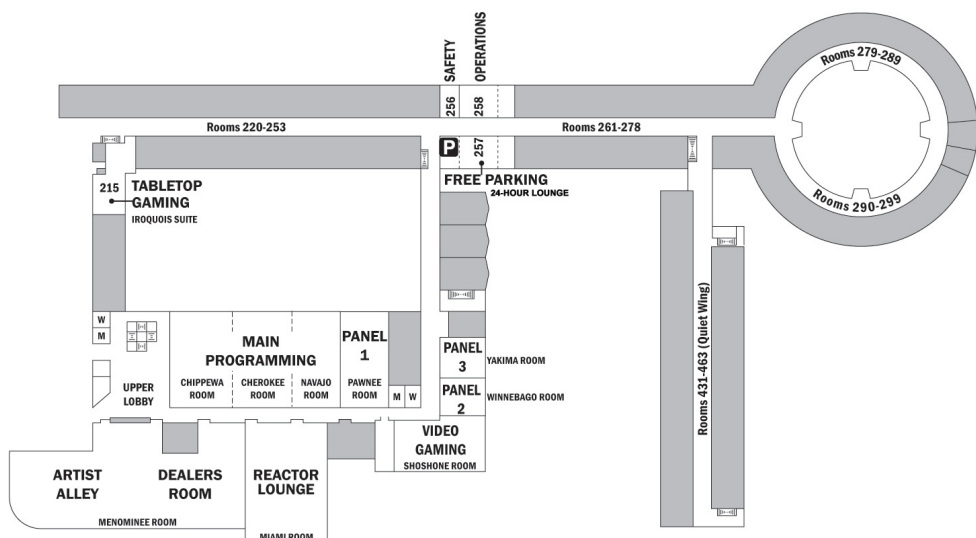 SAFETY
OPERATIONS
Rooms 279-289
256
258
Rooms 220-253
Rooms 261-278
P
257
FREE PARKING
24-HOUR LOUNGE
215
TABLETOP
GAMING
IROQUOIS SUITE
Rooms 290-299
Rooms 431-463 (Quiet Wing)
W
M
MAIN
PROGRAMMING
PANEL
1
PANEL
3
YAKIMA ROOM
UPPER
LOBBY
CHIPPEWA
ROOM
CHEROKEE
ROOM
NAVAJO
ROOM
PAWNEE
ROOM
M W
PANEL
2
WINNEBAGO ROOM
VIDEO
GAMING
SHOSHONE ROOM
ARTIST
ALLEY
DEALERS
ROOM
REACTOR
LOUNGE
MENOMINEE ROOM
MIAMI ROOM